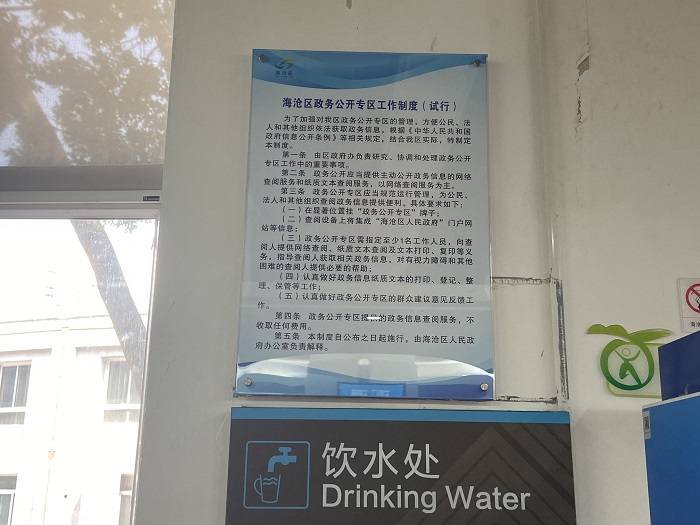 海沧区
海沧区政务公开专区工作制度（试行）
为了加强对我区政务公开专区的管理，方便公民、法
人和其他组织依法获取政务信息，根据《中华人民共和国
政府信息公开条例》等相关规定，结合我区实际，特制定
本制度。
第一条 由区政府办负责研究、协调和处理政务公开
专区工作中的重要事项。
第二条 政务公开应当提供主动公开政务信息的网络
查阅服务和纸质文本查阅服务，以网络查阅服务为主。
第三条 政务公开专区应当规范运行管理，为公民、
法人和其他组织查阅政务信息提供便利。具体要求如下：
（一）在显著位置挂“政务公开专区”牌子；
（二）查阅设备上将集成“海沧区人民政府”门户网
站等信息；
（三）政务公开专区需指定至少1名工作人员，向查
阅人提供网络查阅、纸质文本查阅及文本打印、复印等义
务，指导查阅人获取相关政务信息，对有视力障碍和其他
困难的查阅人提供必要的帮助；
（四）认真做好政务信息纸质文本的打印、登记、整
理、保管等工作；
（五）认真做好政务公开专区的群众建议意见反馈工
作。
第四条 政务公开专区提供的政务信息查阅服务，不
收取任何费用。
第五条 本制度自公布之日起施行，由海沧区人民政
府办公室负责解释。
饮水处
Drinking Water